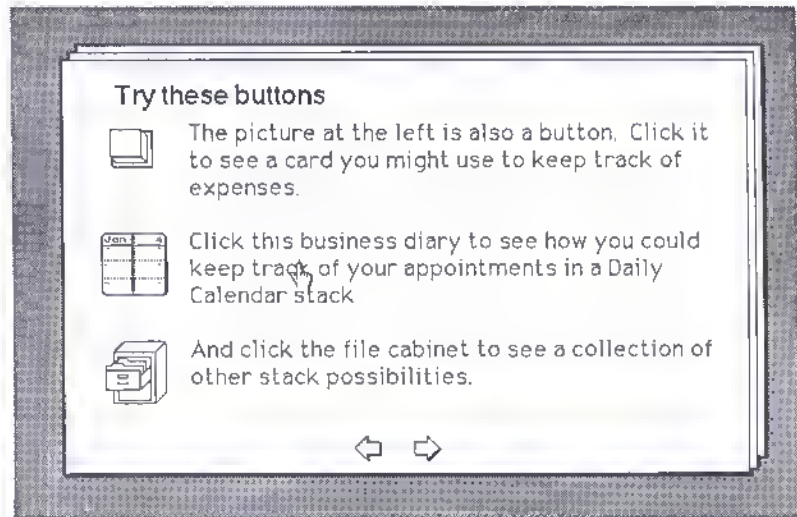 Try these buttons
The picture at the left is also a button. Click it
to see a card you might use to keep track of
expenses.
Jan 4
Click this business diary to see how you could
keep track of your appointments in a Daily
Calendar stack
And click the file cabinet to see a collection of
other stack possibilities.